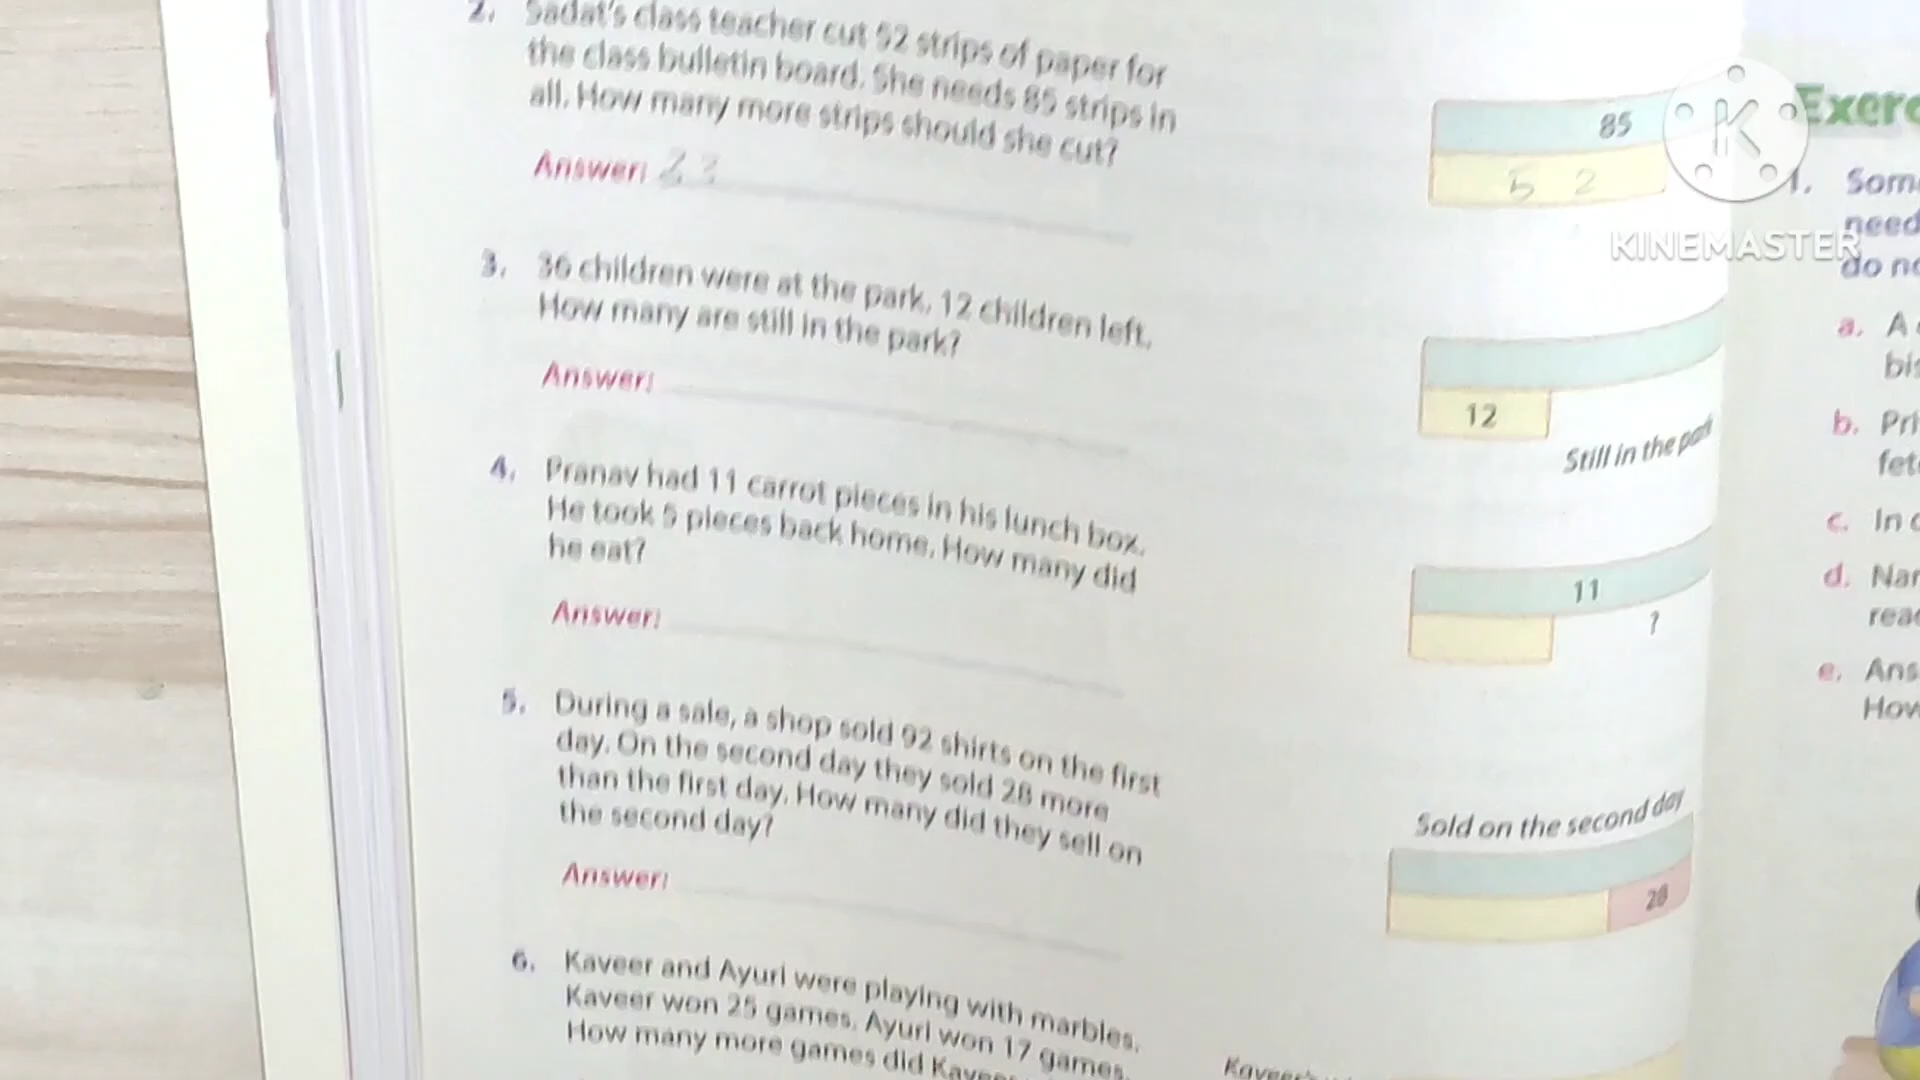 2. Sadat's class teacher cut 52 strips of paper for
the class bulletin board. She needs 85 strips in
all. How many more strips should she cut?
Answer:
85
5 2
3. 36 children were at the park. 12 children left.
How many are still in the park?
Answer:
12
Still in the park
4. Pranav had 11 carrot pieces in his lunch box.
He took 5 pieces back home. How many did
he eat?
Answer:
11
?
5. During a sale, a shop sold 92 shirts on the first
day. On the second day they sold 28 more
than the first day. How many did they sell on
the second day?
Answer:
Sold on the second day
28
6. Kaveer and Ayuri were playing with marbles.
Kaveer won 25 games. Ayuri won 17 games.
How many more games did
K
KINEMASTER
Exerc
1. Som
need
do no
a. A
bis
b. Pri
fet
c. In
d. Nar
rea
e. Ans
How